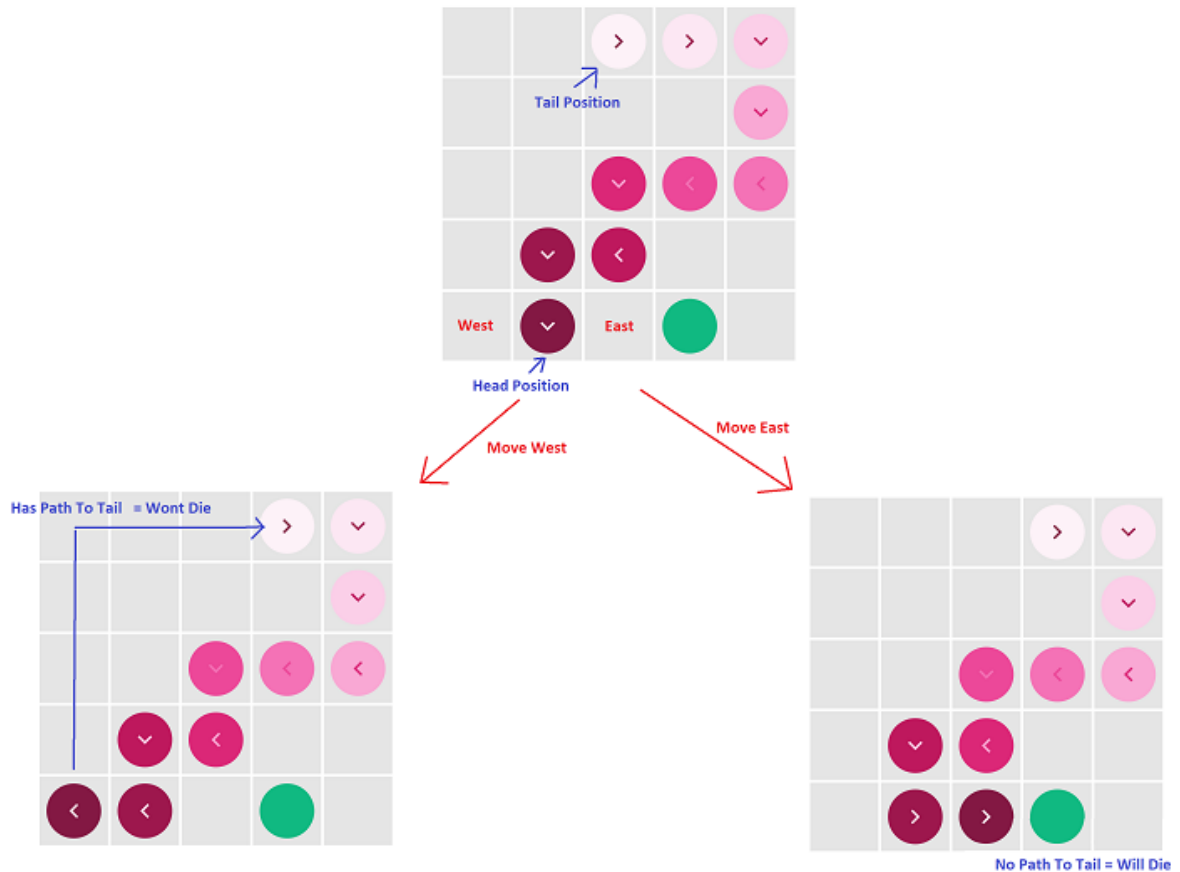 Tail Position
West
East
Head Position
Move West
Move East
Has Path To Tail = Wont Die
No Path To Tail = Will Die